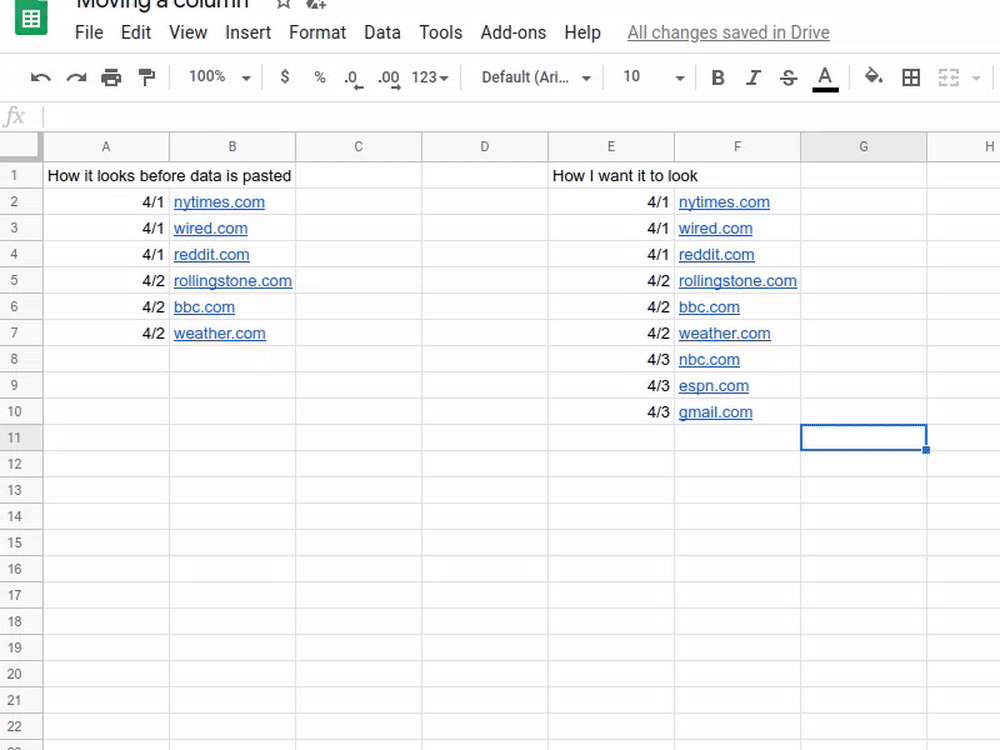 Moving a column
File Edit View Insert Format Data Tools Add-ons Help All changes saved in Drive
100% $ % .0 .00 123 Default (Ari... 10 B I S A
fx
A B C D E F G H
1 How it looks before data is pasted How I want it to look
2 4/1 nytimes.com 4/1 nytimes.com
3 4/1 wired.com 4/1 wired.com
4 4/1 reddit.com 4/1 reddit.com
5 4/2 rollingstone.com 4/2 rollingstone.com
6 4/2 bbc.com 4/2 bbc.com
7 4/2 weather.com 4/2 weather.com
8 4/3 nbc.com
9 4/3 espn.com
10 4/3 gmail.com
11
12
13
14
15
16
17
18
19
20
21
22